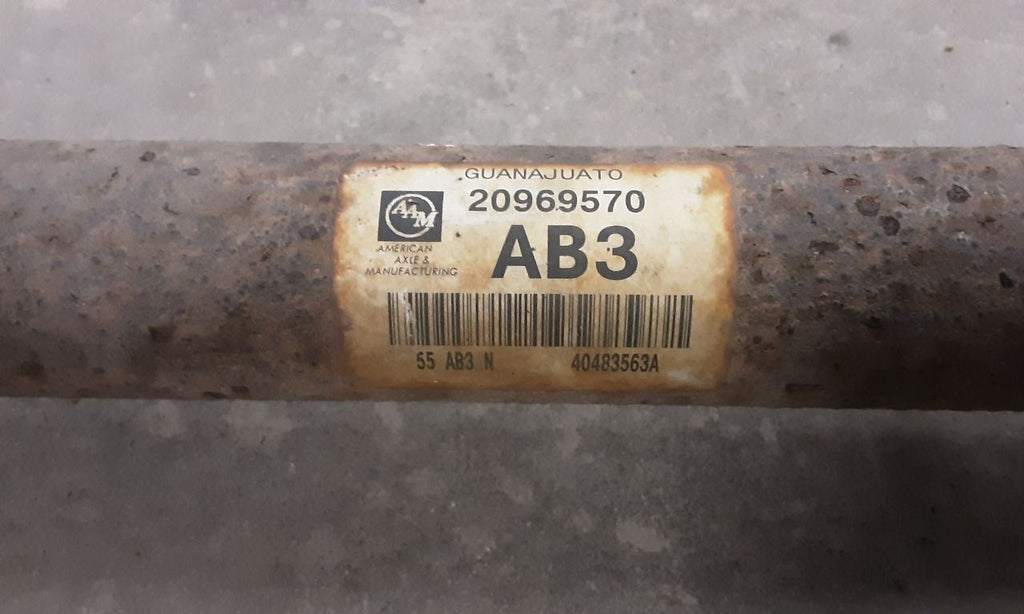 GUANAJUATO
20969570
AAM
AMERICAN
AXLE &
MANUFACTURING
AB3
55 AB3 N 40483563A